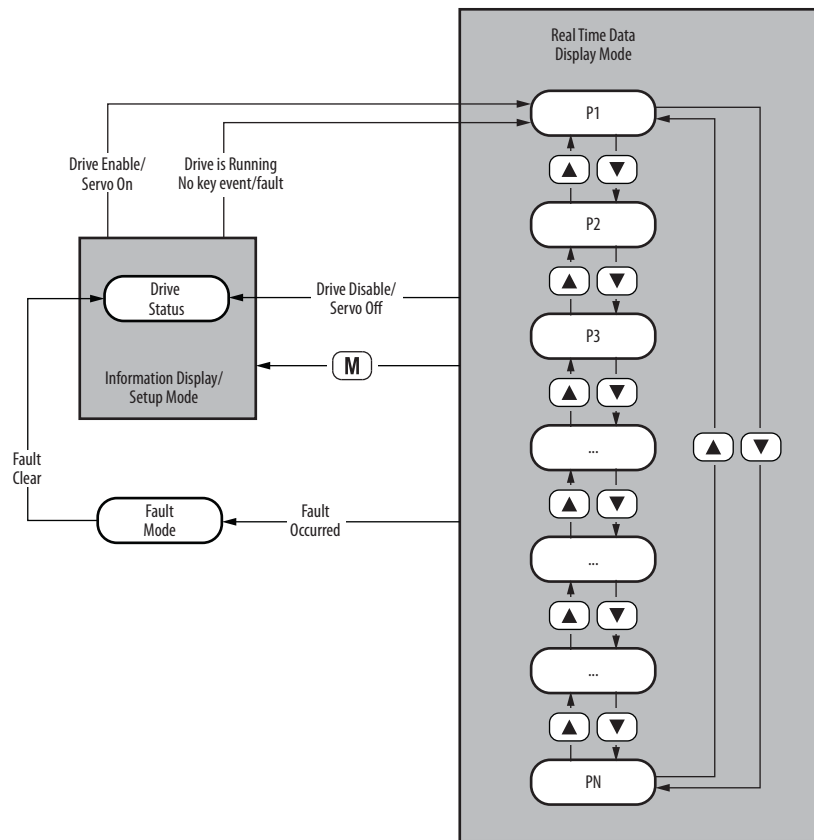 Real Time Data
Display Mode
P1
Drive Enable/
Servo On
Drive is Running
No key event/fault
P2
Drive
Status
Drive Disable/
Servo Off
P3
M
Information Display/
Setup Mode
...
Fault
Clear
Fault
Mode
Fault
Occurred
...
...
PN